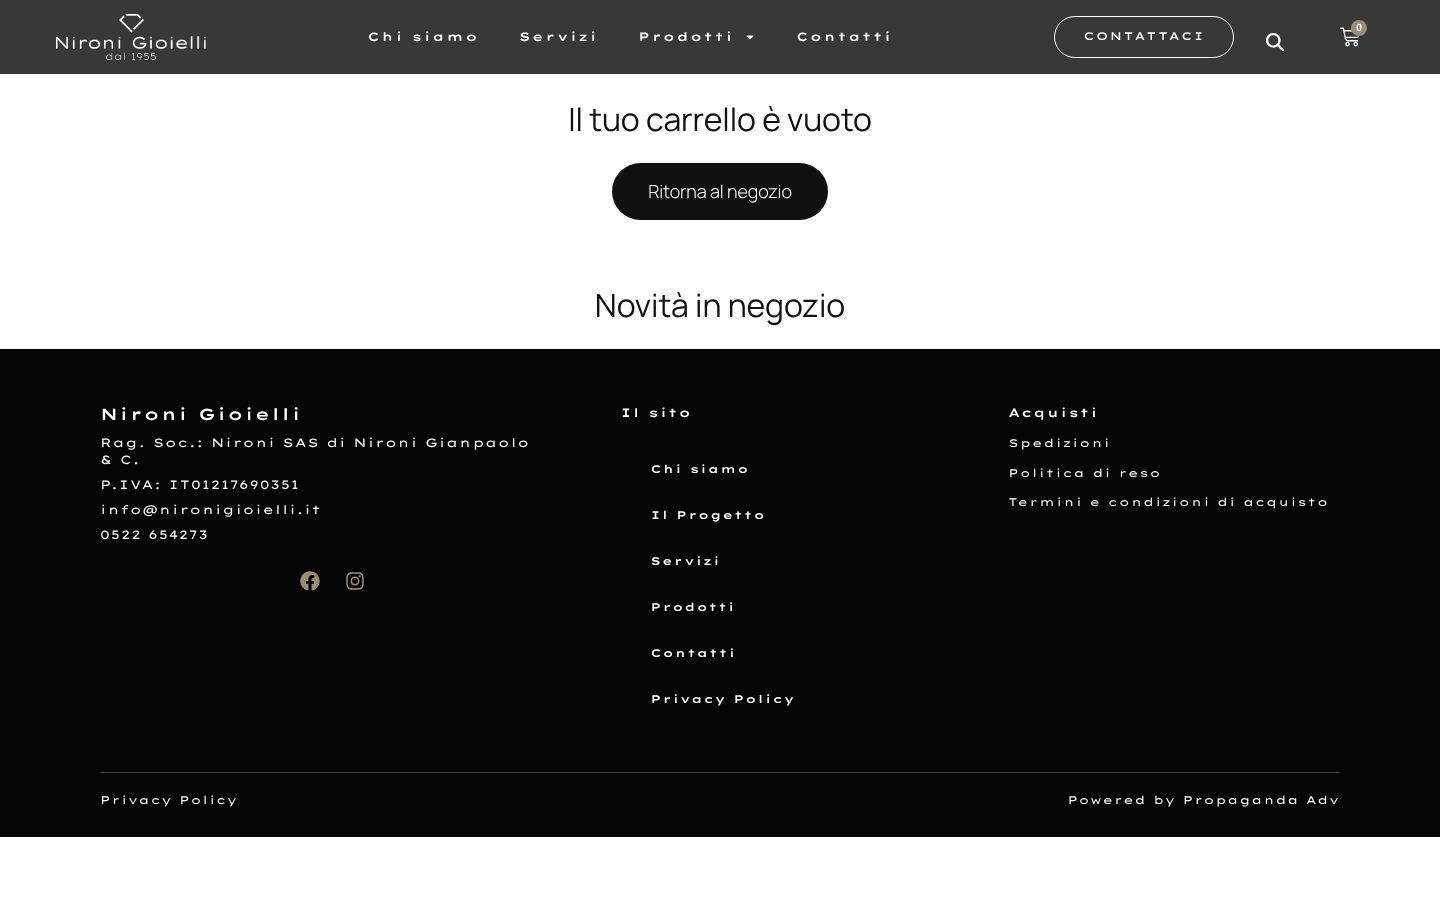 Nironi Gioielli
dal 1955
Chi siamo
Servizi
Prodotti
Contatti
CONTATTACI
0
Il tuo carrello è vuoto
Ritorna al negozio
Novità in negozio
Nironi Gioielli
Rag. Soc.: Nironi SAS di Nironi Gianpaolo
& C.
P.IVA: IT01217690351
info@nironigioielli.it
0522 654273
Il sito
Chi siamo
Il Progetto
Servizi
Prodotti
Contatti
Privacy Policy
Acquisti
Spedizioni
Politica di reso
Termini e condizioni di acquisto
Privacy Policy
Powered by Propaganda Adv